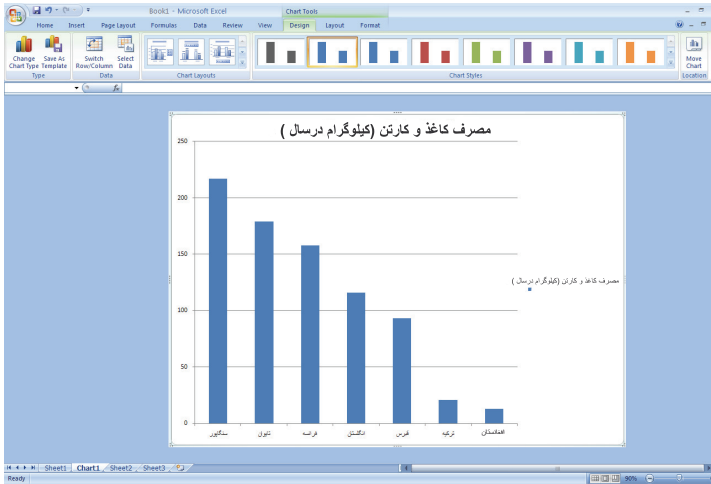 Book1 - Microsoft Excel
Chart Tools
Home Insert Page Layout Formulas Data Review View Design Layout Format
Change Chart Type
Save As Template
Switch Row/Column
Select Data
Move Chart
Type
Data
Chart Layouts
Chart Styles
Location
fx
مصرف کاغذ و کارتن (کیلوگرام درسال )
250
200
150
100
50
0
سنگاپور تایوان فرانسه انگلستان قبرس ترکیه افغانستان
مصرف کاغذ و کارتن (کیلوگرام درسال )
Sheet1 Chart1 Sheet2 Sheet3
Ready
90%